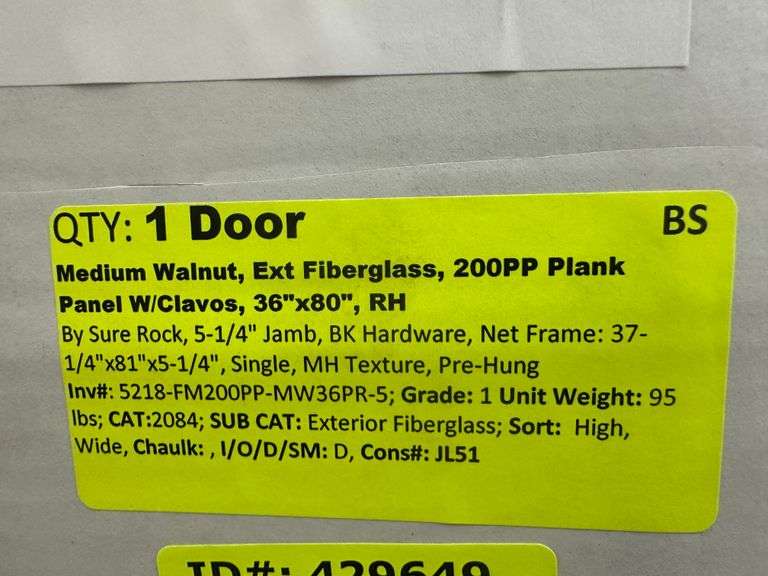 QTY: 1 Door BS
Medium Walnut, Ext Fiberglass, 200PP Plank
Panel W/Clavos, 36"x80", RH
By Sure Rock, 5-1/4" Jamb, BK Hardware, Net Frame: 37-
1/4"x81"x5-1/4", Single, MH Texture, Pre-Hung
Inv#: 5218-FM200PP-MW36PR-5; Grade: 1 Unit Weight: 95
lbs; CAT:2084; SUB CAT: Exterior Fiberglass; Sort: High,
Wide, Chaulk: , I/O/D/SM: D, Cons#: JL51
ID#: 429649